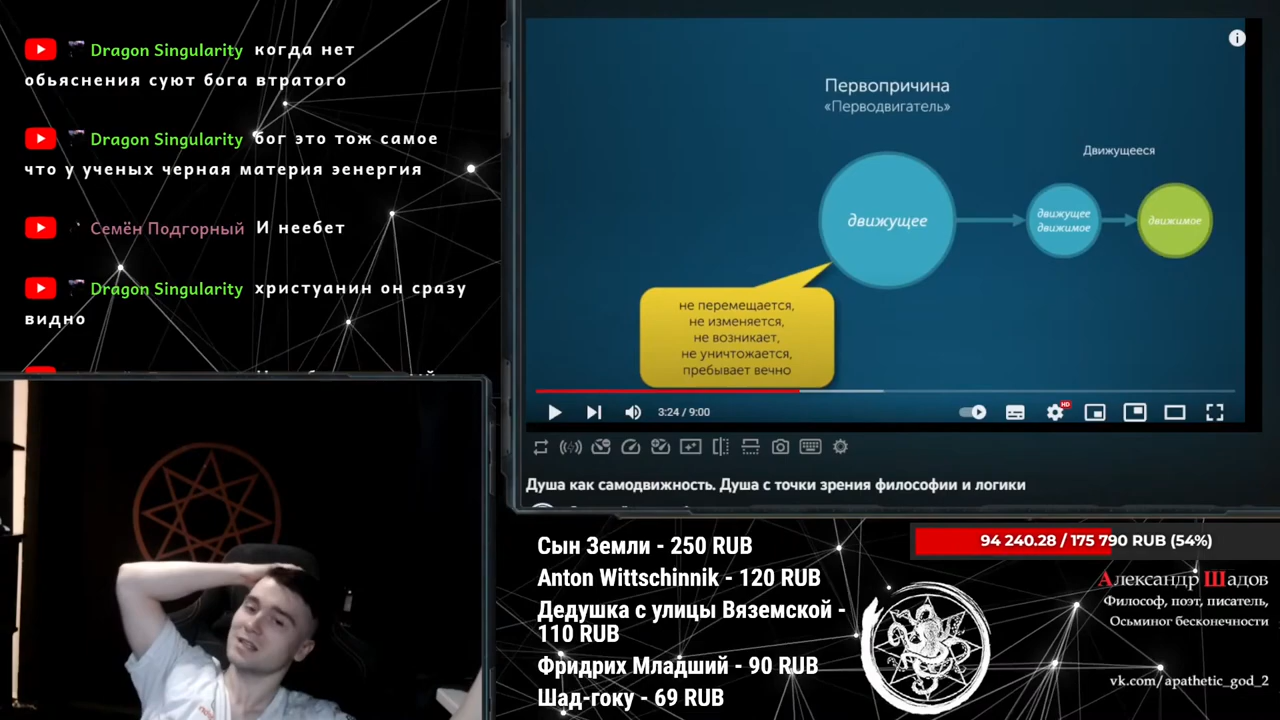 Dragon Singularity когда нет
обьяснения суют бога втратого
Dragon Singularity бог это тож самое
что у ученых черная материя эенергия
Семён Подгорный И неебет
Dragon Singularity христуанин он сразу
видно
Первопричина
«Перводвигатель»
Движущееся
движущее
движущее
движимое
движимое
не перемещается,
не изменяется,
не возникает,
не уничтожается,
пребывает вечно
3:24 / 9:00
HD
Душа как самодвижность. Душа с точки зрения философии и логики
Сын Земли - 250 RUB
Anton Wittschinnik - 120 RUB
Дедушка с улицы Вяземской -
110 RUB
Фридрих Младший - 90 RUB
Шад-гоку - 69 RUB
94 240.28 / 175 790 RUB (54%)
Александр Шадов
Философ, поэт, писатель,
Осьминог бесконечности
vk.com/apathetic_god_2